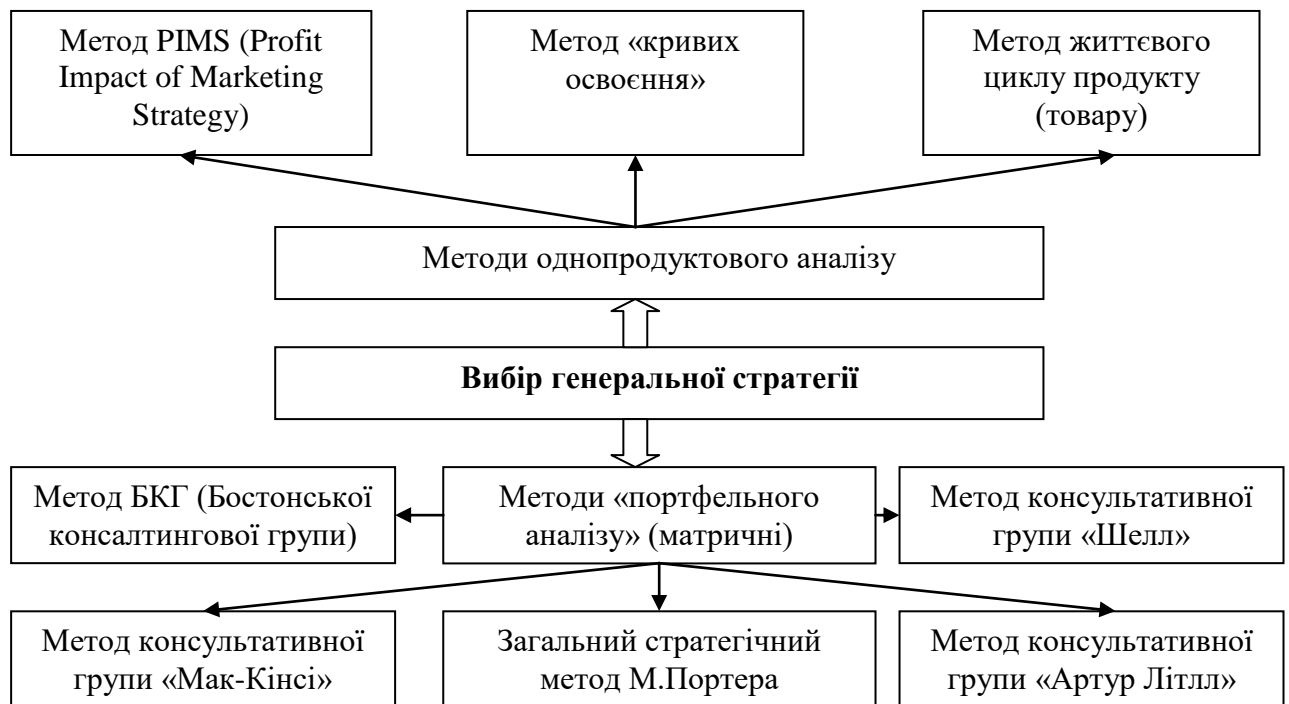 Метод PIMS (Profit
Impact of Marketing
Strategy)
Метод «кривих
освоєння»
Метод життєвого
циклу продукту
(товару)
Методи однопродуктового аналізу
Вибір генеральної стратегії
Метод БКГ (Бостонської
консалтингової групи)
Методи «портфельного
аналізу» (матричні)
Метод консультативної
групи «Шелл»
Метод консультативної
групи «Мак-Кінсі»
Загальний стратегічний
метод М.Портера
Метод консультативної
групи «Артур Літлл»